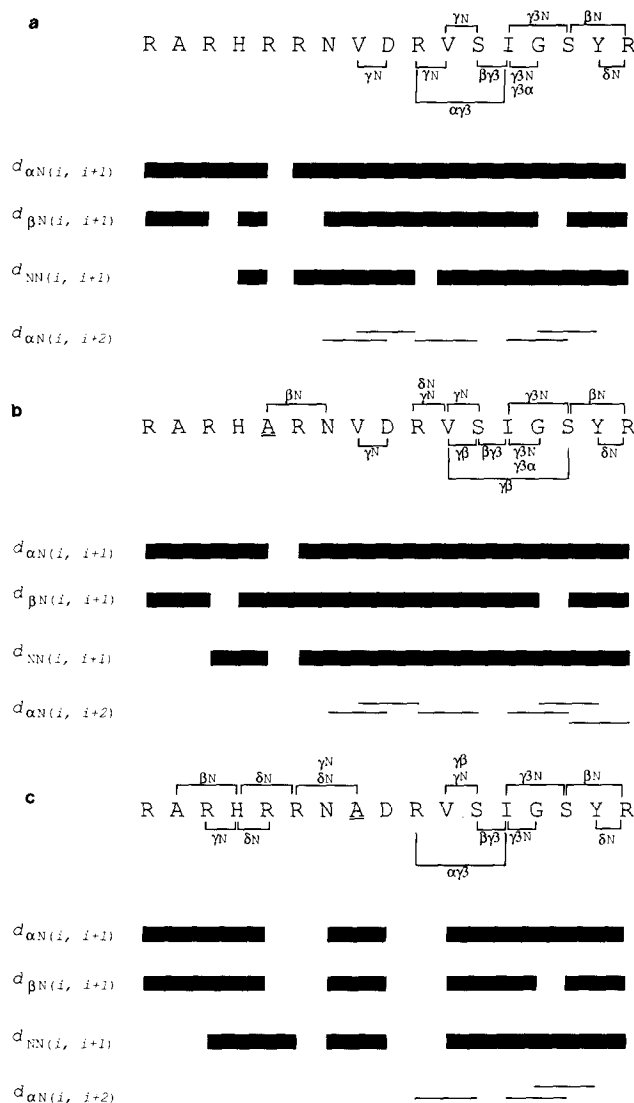 a
γN γ3N βN
R A R H R R N V D R V S I G S Y R
γN γN βγ3 γ3N δN
γ3α
αγ3
dαN(i, i+1)
dβN(i, i+1)
dNN(i, i+1)
dαN(i, i+2)
b
δN
βN γN γN γ3N βN
R A R H A R N V D R V S I G S Y R
γN γβ βγ3 γ3N δN
γ3α
γβ
dαN(i, i+1)
dβN(i, i+1)
dNN(i, i+1)
dαN(i, i+2)
c
γN γβ
βN δN δN γN γ3N βN
R A R H R R N A D R V S I G S Y R
γN δN βγ3 γ3N δN
αγ3
dαN(i, i+1)
dβN(i, i+1)
dNN(i, i+1)
dαN(i, i+2)